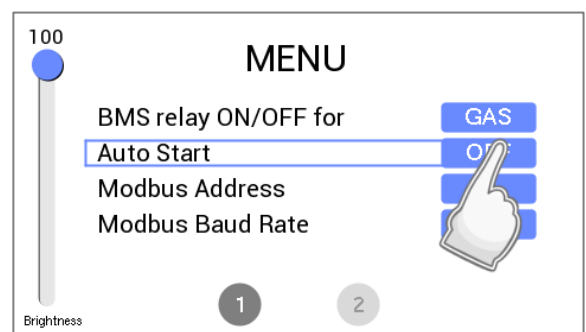 100
MENU
BMS relay ON/OFF for GAS
Auto Start
Modbus Address
Modbus Baud Rate
1 2
Brightness